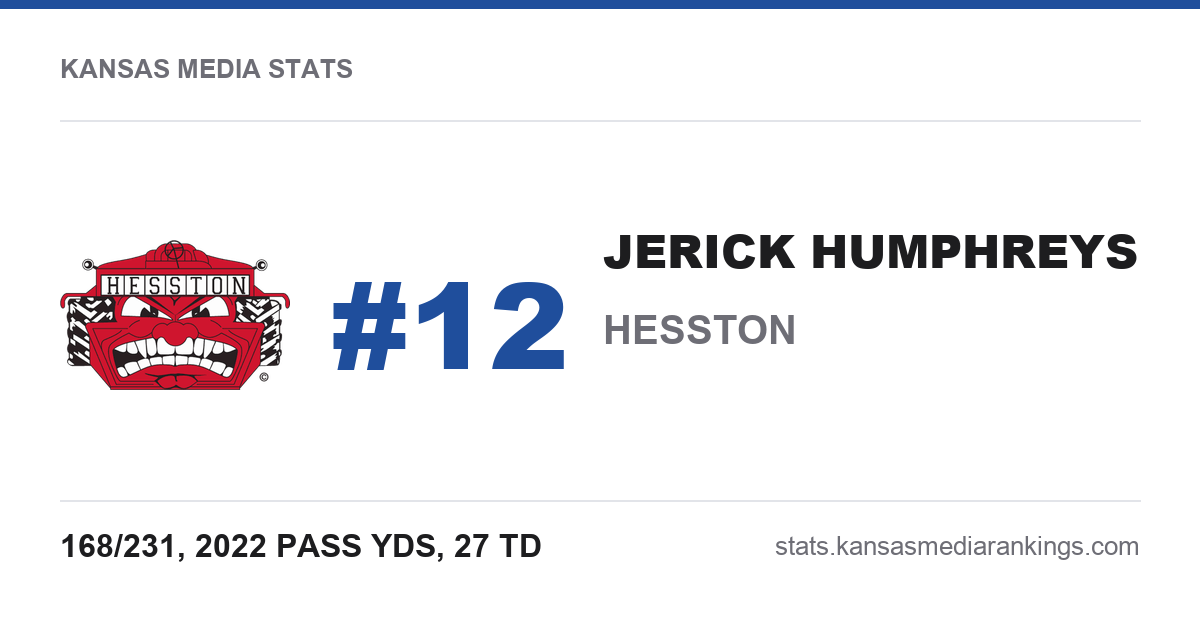 KANSAS MEDIA STATS
HESSTON
©
#12
JERICK HUMPHREYS
HESSTON
168/231, 2022 PASS YDS, 27 TD
stats.kansasmediarankings.com